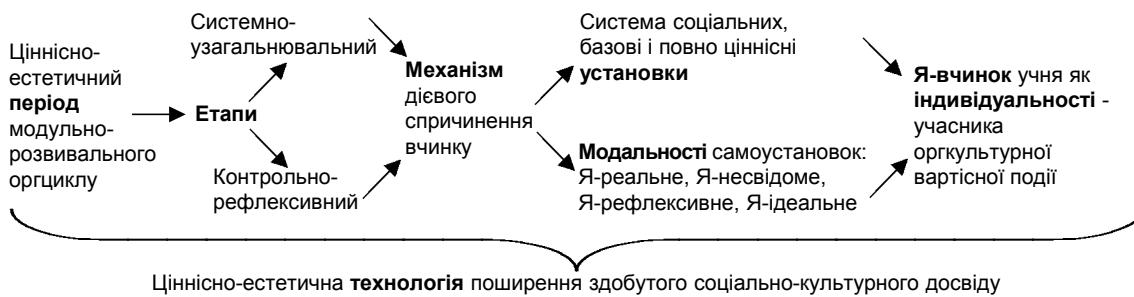 Ціннісно-
естетичний
період
модульно-
розвивального
оргциклу
Етапи
Системно-
узагальнювальний
Контрольно-
рефлексивний
Механізм
дієвого
спричинення
вчинку
Система соціальних,
базові і повно ціннісні
установки
Модальності самоустановок:
Я-реальне, Я-несвідоме,
Я-рефлексивне, Я-ідеальне
Я-вчинок учня як
індивідуальності -
учасника
оргкультурної
вартісної події
Ціннісно-естетична технологія поширення здобутого соціально-культурного досвіду